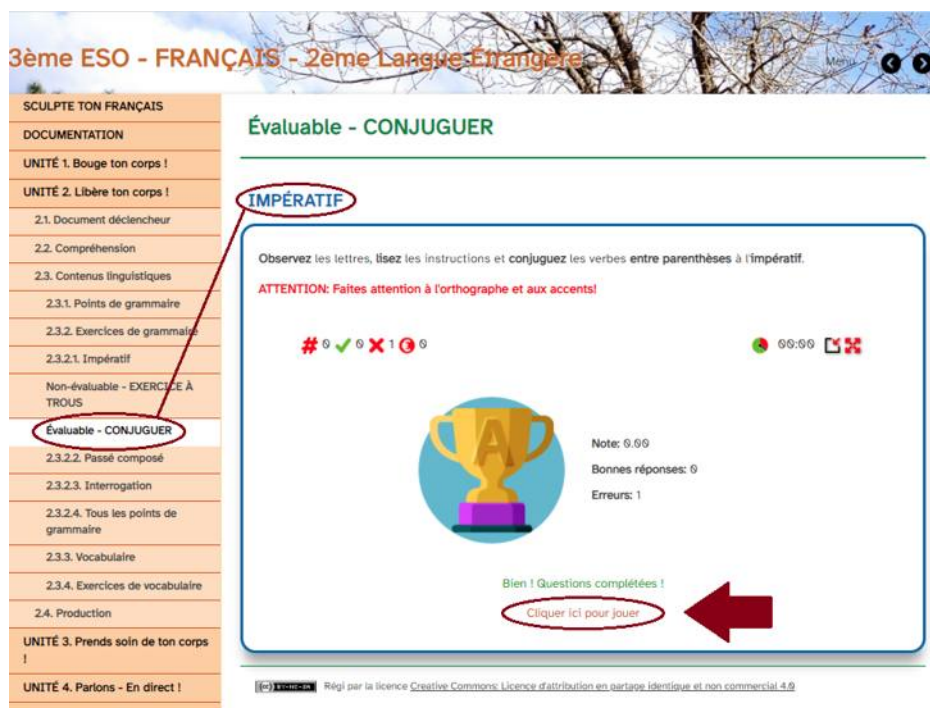 3ème ESO - FRANÇAIS - 2ème Langue Étrangère
Menu
SCULPTE TON FRANÇAIS
DOCUMENTATION
UNITÉ 1. Bouge ton corps !
UNITÉ 2. Libère ton corps !
2.1. Document déclencheur
2.2. Compréhension
2.3. Contenus linguistiques
2.3.1. Points de grammaire
2.3.2. Exercices de grammaire
2.3.2.1. Impératif
Non-évaluable - EXERCICE À
TROUS
Évaluable - CONJUGUER
2.3.2.2. Passé composé
2.3.2.3. Interrogation
2.3.2.4. Tous les points de
grammaire
2.3.3. Vocabulaire
2.3.4. Exercices de vocabulaire
2.4. Production
UNITÉ 3. Prends soin de ton corps
!
UNITÉ 4. Parlons - En direct !
Évaluable - CONJUGUER
IMPÉRATIF
Observez les lettres, lisez les instructions et conjuguez les verbes entre parenthèses à l'impératif.
ATTENTION: Faites attention à l'orthographe et aux accents!
# 0 0 1 0
00:00
A
Note: 0.00
Bonnes réponses: 0
Erreurs: 1
Bien ! Questions complétées !
Cliquer ici pour jouer
(cc) BY-NC-SA Régi par la licence Creative Commons: Licence d'attribution en partage identique et non commercial 4.0